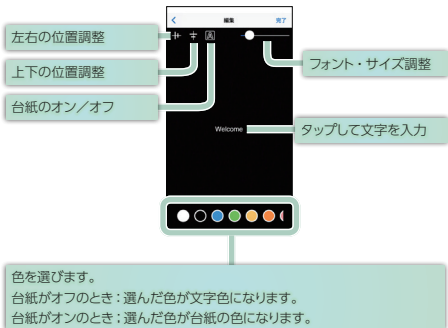 編集
完了
左右の位置調整
上下の位置調整
台紙のオン／オフ
フォント・サイズ調整
Welcome
タップして文字を入力
色を選びます。
台紙がオフのとき：選んだ色が文字色になります。
台紙がオンのとき：選んだ色が台紙の色になります。